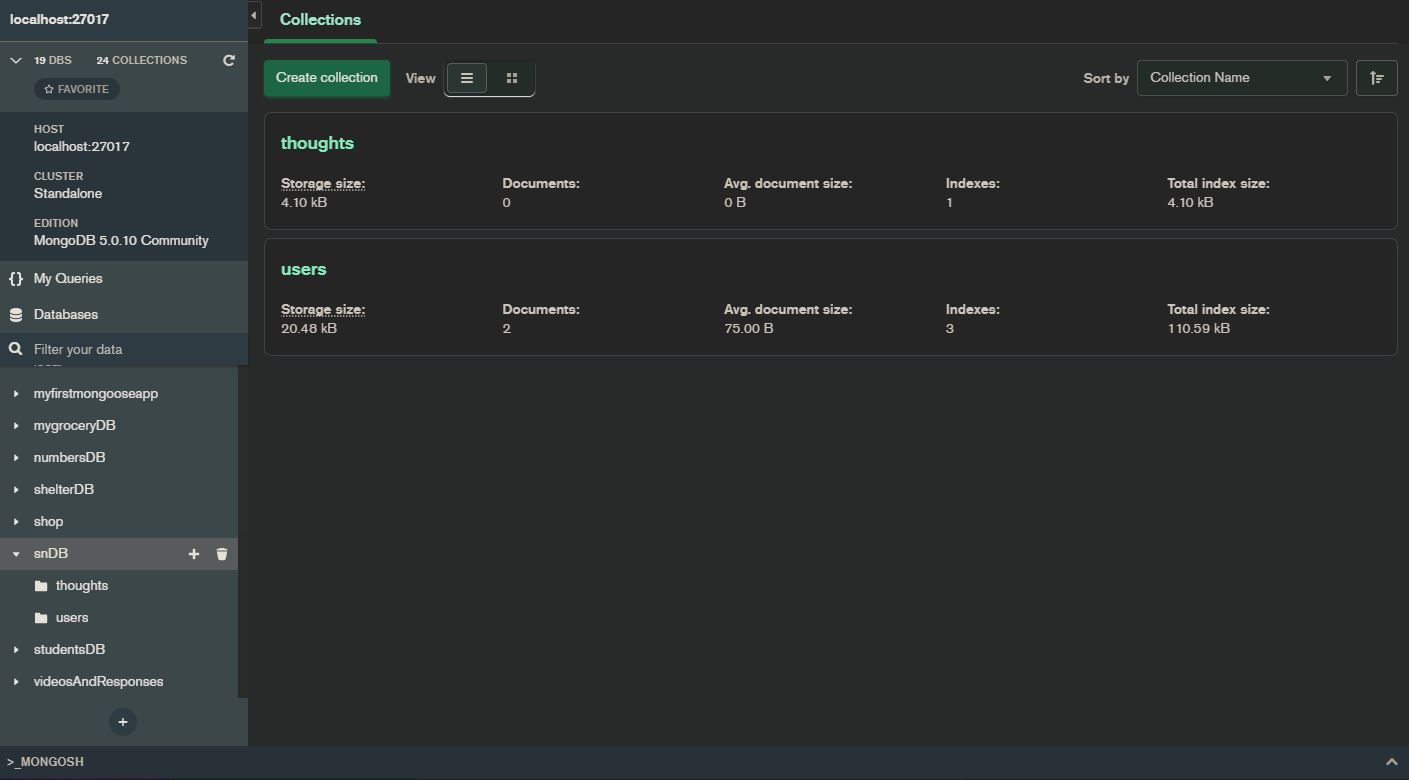 localhost:27017
19 DBS 24 COLLECTIONS
FAVORITE
HOST
localhost:27017
CLUSTER
Standalone
EDITION
MongoDB 5.0.10 Community
{} My Queries
Databases
Filter your data
myfirstmongooseapp
mygroceryDB
numbersDB
shelterDB
shop
snDB
thoughts
users
studentsDB
videosAndResponses
+
>_MONGOSH
Collections
Create collection View Sort by Collection Name
thoughts
Storage size: Documents: Avg. document size: Indexes: Total index size:
4.10 kB 0 0 B 1 4.10 kB
users
Storage size: Documents: Avg. document size: Indexes: Total index size:
20.48 kB 2 75.00 B 3 110.59 kB